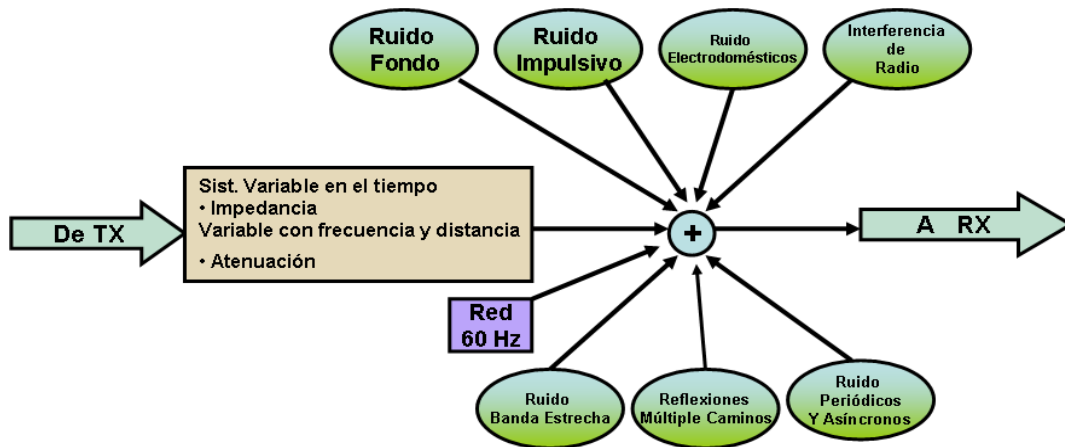 Ruido
Fondo
Ruido
Impulsivo
Ruido
Electrodomésticos
Interferencia
de
Radio
De TX
Sist. Variable en el tiempo
• Impedancia
Variable con frecuencia y distancia
• Atenuación
+
A RX
Red
60 Hz
Ruido
Banda Estrecha
Reflexiones
Múltiple Caminos
Ruido
Periódicos
Y Asíncronos